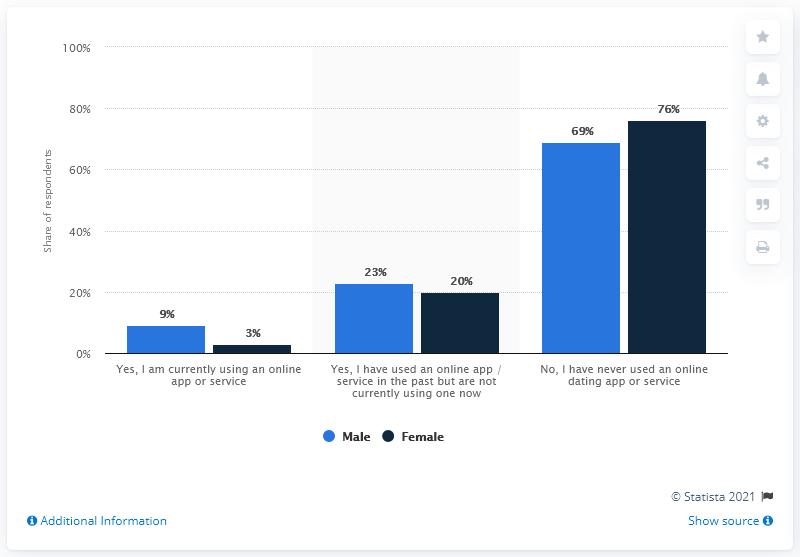 100%
80%
60%
40%
20%
0%
Share of respondents
9%
3%
23%
20%
69%
76%
Yes, I am currently using an online
app or service
Yes, I have used an online app /
service in the past but are not
currently using one now
No, I have never used an online
dating app or service
Male
Female
© Statista 2021
Additional Information
Show source